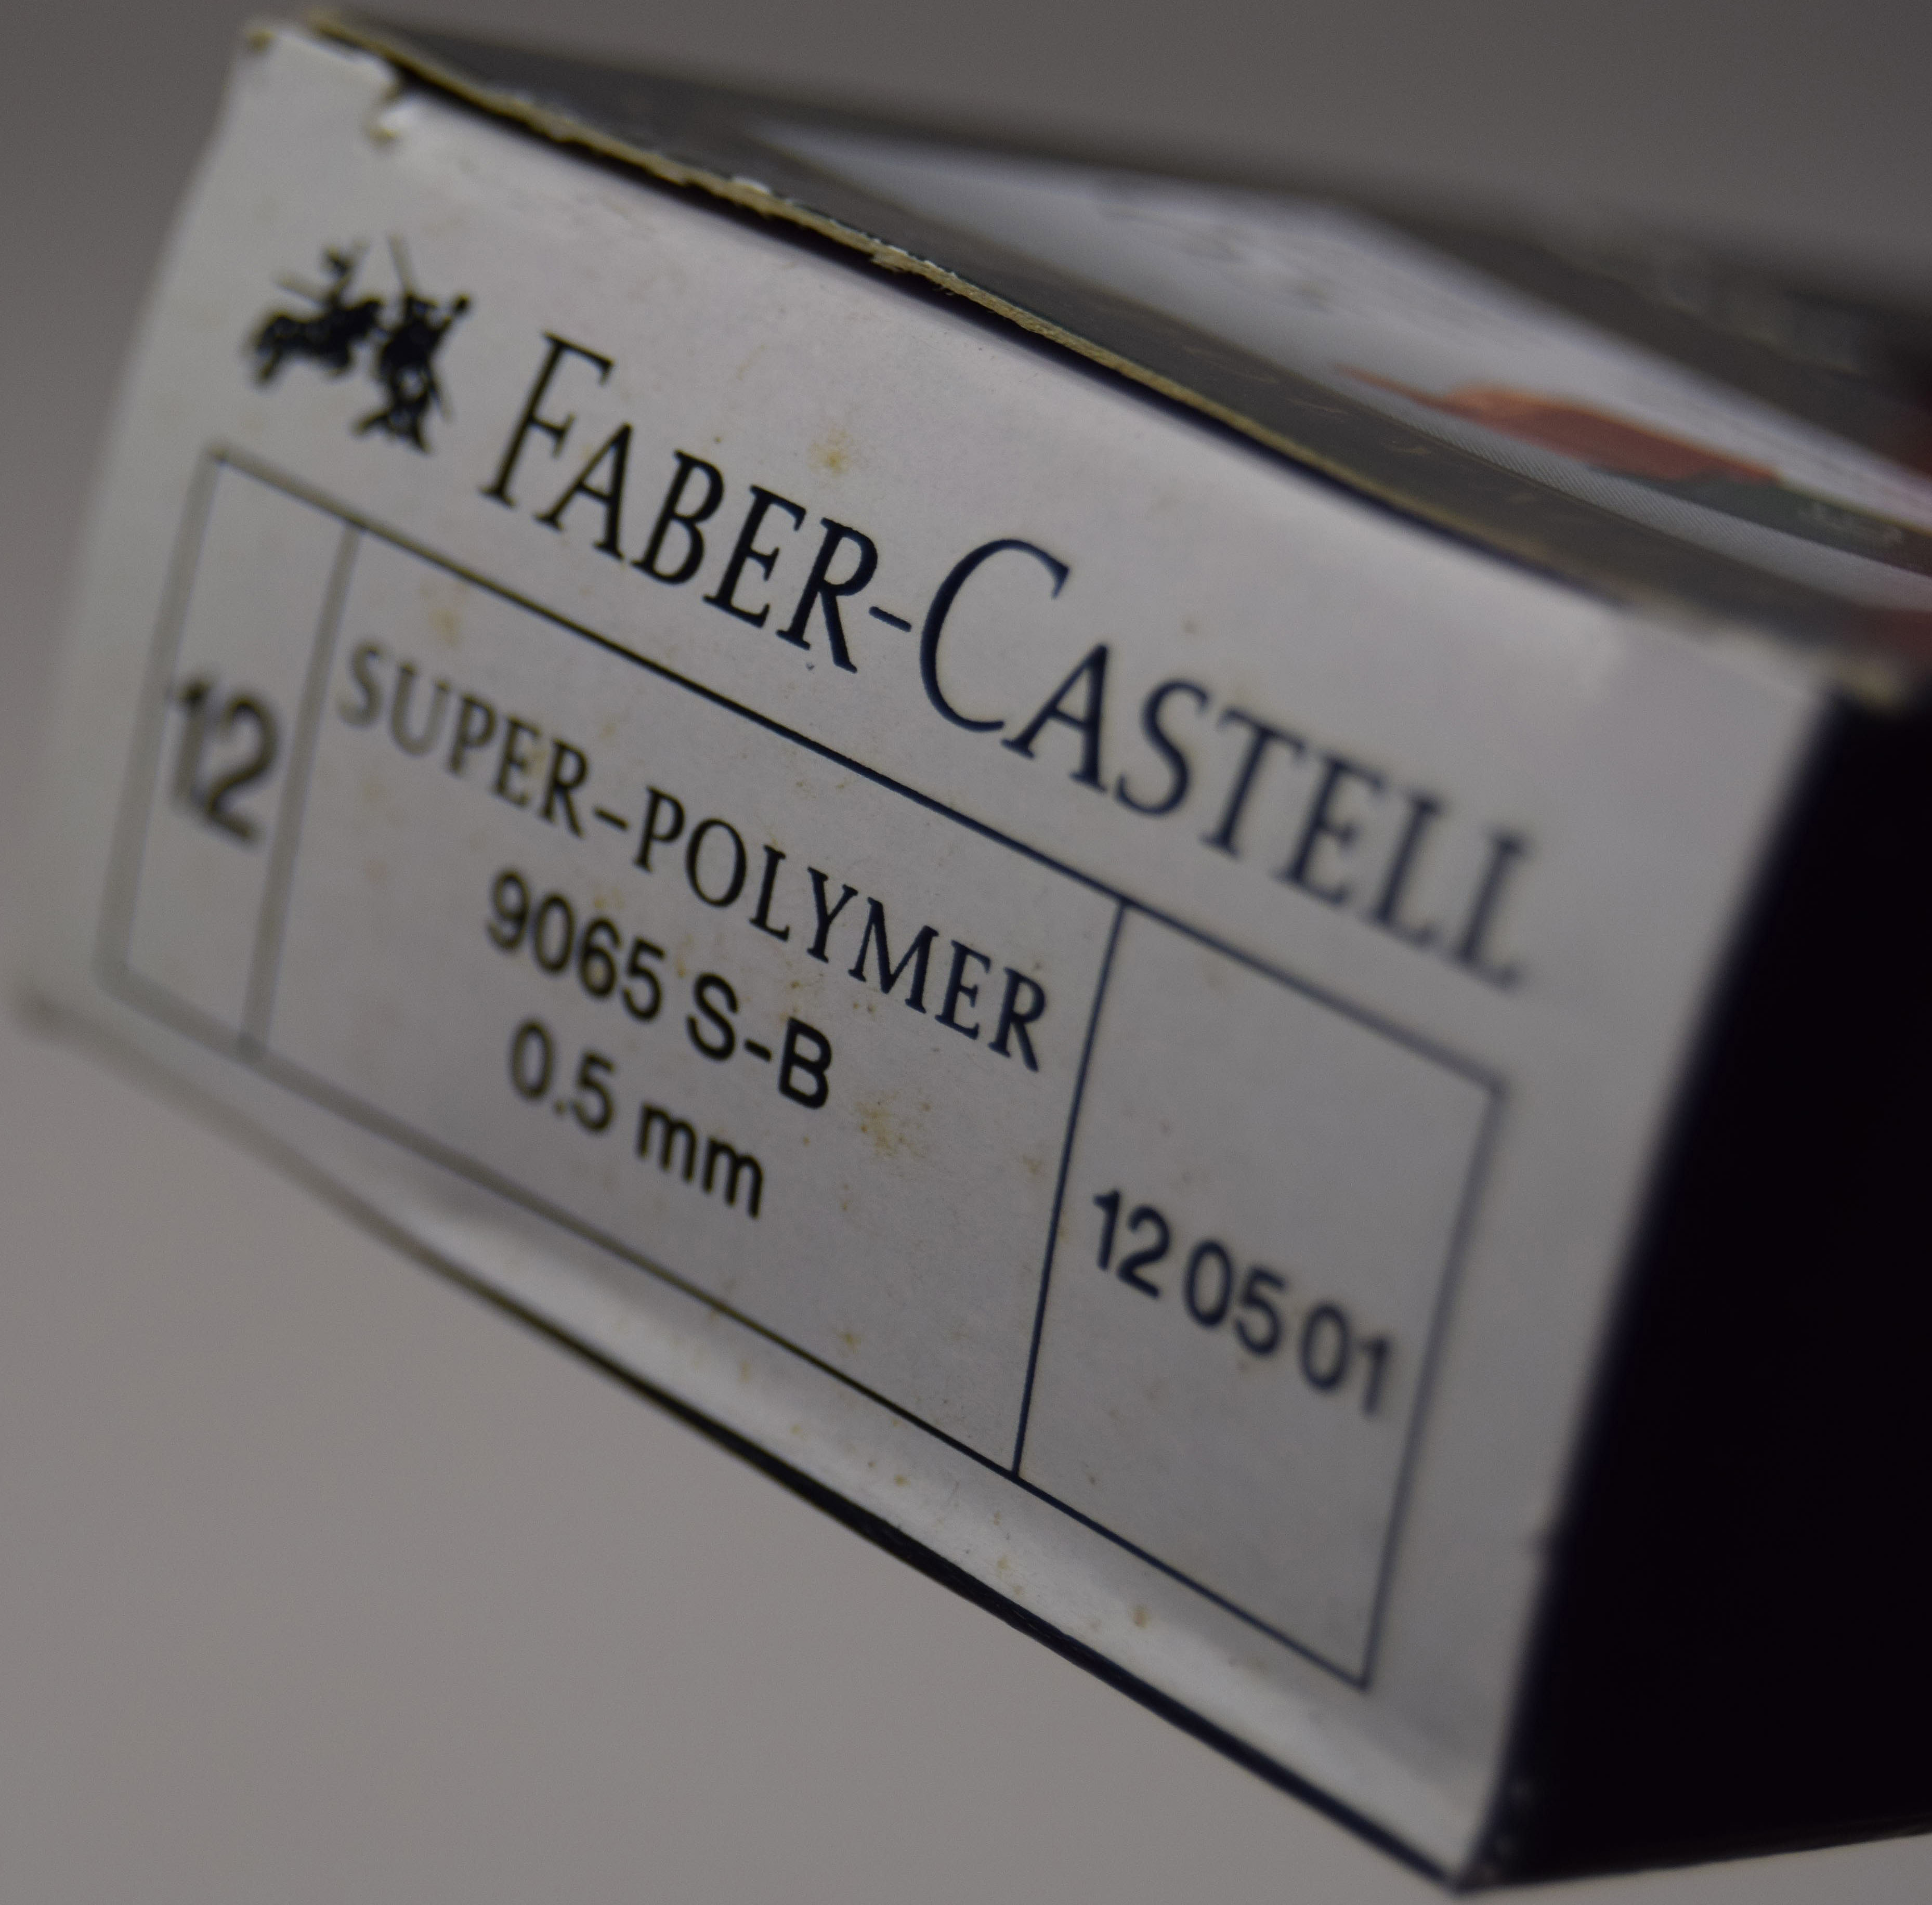 FABER-CASTELL
12
SUPER-POLYMER
9065 S-B
0.5 mm
12 05 01